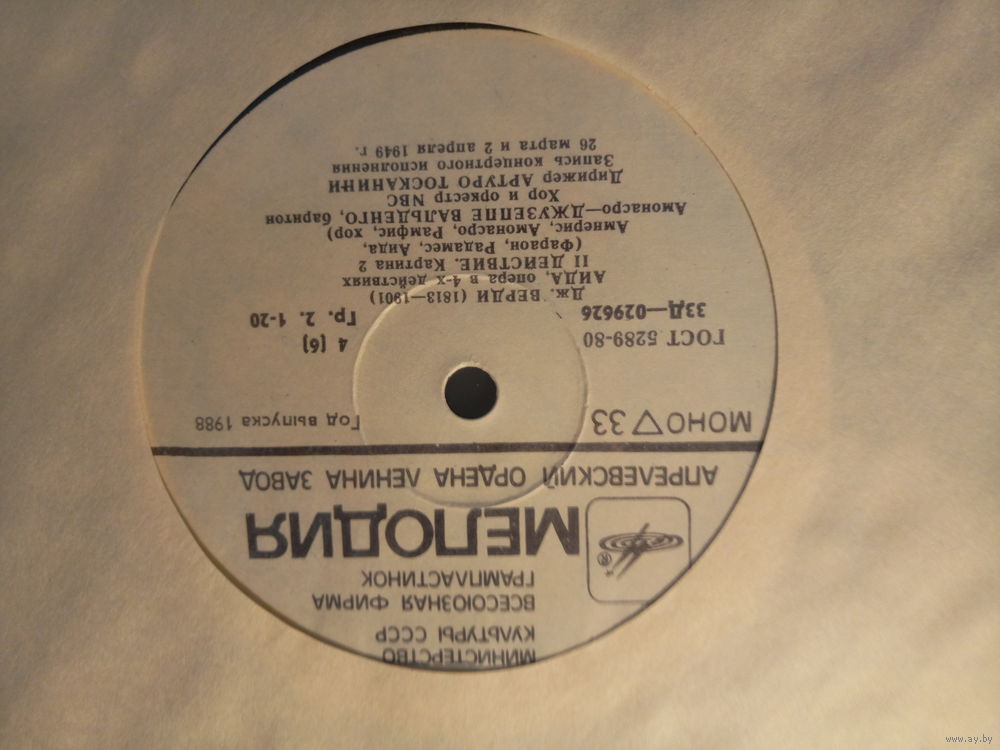 МИНИСТЕРСТВО
КУЛЬТУРЫ СССР
ВСЕСОЮЗНАЯ ФИРМА
ГРАМПЛАСТИНОК
МЕЛОДИЯ
®
АПРЕЛЕВСКИЙ ОРДЕНА ЛЕНИНА ЗАВОД
МОНО ▽ 33 Год выпуска 1988
ГОСТ 5289-80 4 (6)
33Д—029626 Гр. 2. 1-20
Дж. ВЕРДИ (1813—1901)
АИДА, опера в 4-х действиях
II ДЕЙСТВИЕ. Картина 2
(Фараон, Радамес, Аида,
Амнерис, Амонасро, Рамфис, хор)
Амонасро—ДЖУЗЕППЕ ВАЛЬДЕНГО, баритон
Хор и оркестр NBC
Дирижер АРТУРО ТОСКАНИНИ
Запись концертного исполнения
26 марта и 2 апреля 1949 г.
www.ay.by